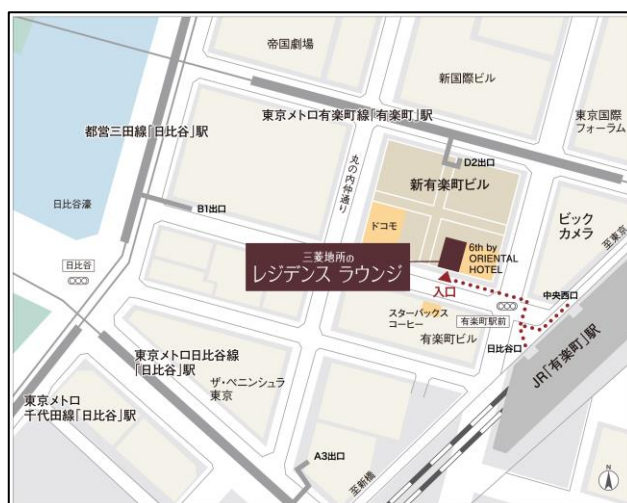 帝国劇場
新国際ビル
東京メトロ有楽町線「有楽町」駅
東京国際
フォーラム
都営三田線「日比谷」駅
D2出口
丸の内仲通り
新有楽町ビル
日比谷濠
B1出口
ドコモ
ビック
カメラ
至東京
三菱地所の
レジデンス ラウンジ
6th by
ORIENTAL
HOTEL
日比谷
入口
中央西口
スターバックス
コーヒー
有楽町駅前
有楽町ビル
日比谷口
JR「有楽町」駅
東京メトロ日比谷線
「日比谷」駅
ザ・ペニンシュラ
東京
東京メトロ
千代田線「日比谷」駅
A3出口
至新橋
N